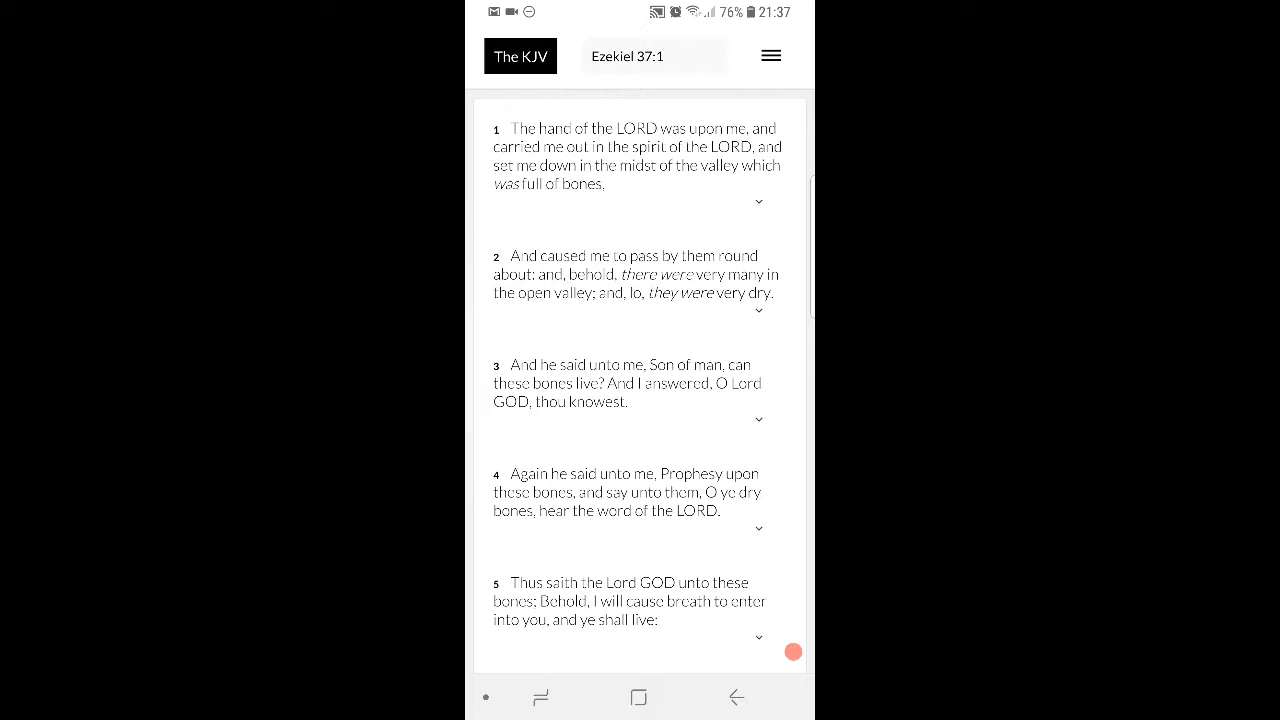 76% 21:37
The KJV
Ezekiel 37:1
1 The hand of the LORD was upon me, and
carried me out in the spirit of the LORD, and
set me down in the midst of the valley which
was full of bones,
2 And caused me to pass by them round
about: and, behold, there were very many in
the open valley; and, lo, they were very dry.
3 And he said unto me, Son of man, can
these bones live? And I answered, O Lord
GOD, thou knowest.
4 Again he said unto me, Prophesy upon
these bones, and say unto them, O ye dry
bones, hear the word of the LORD.
5 Thus saith the Lord GOD unto these
bones; Behold, I will cause breath to enter
into you, and ye shall live: